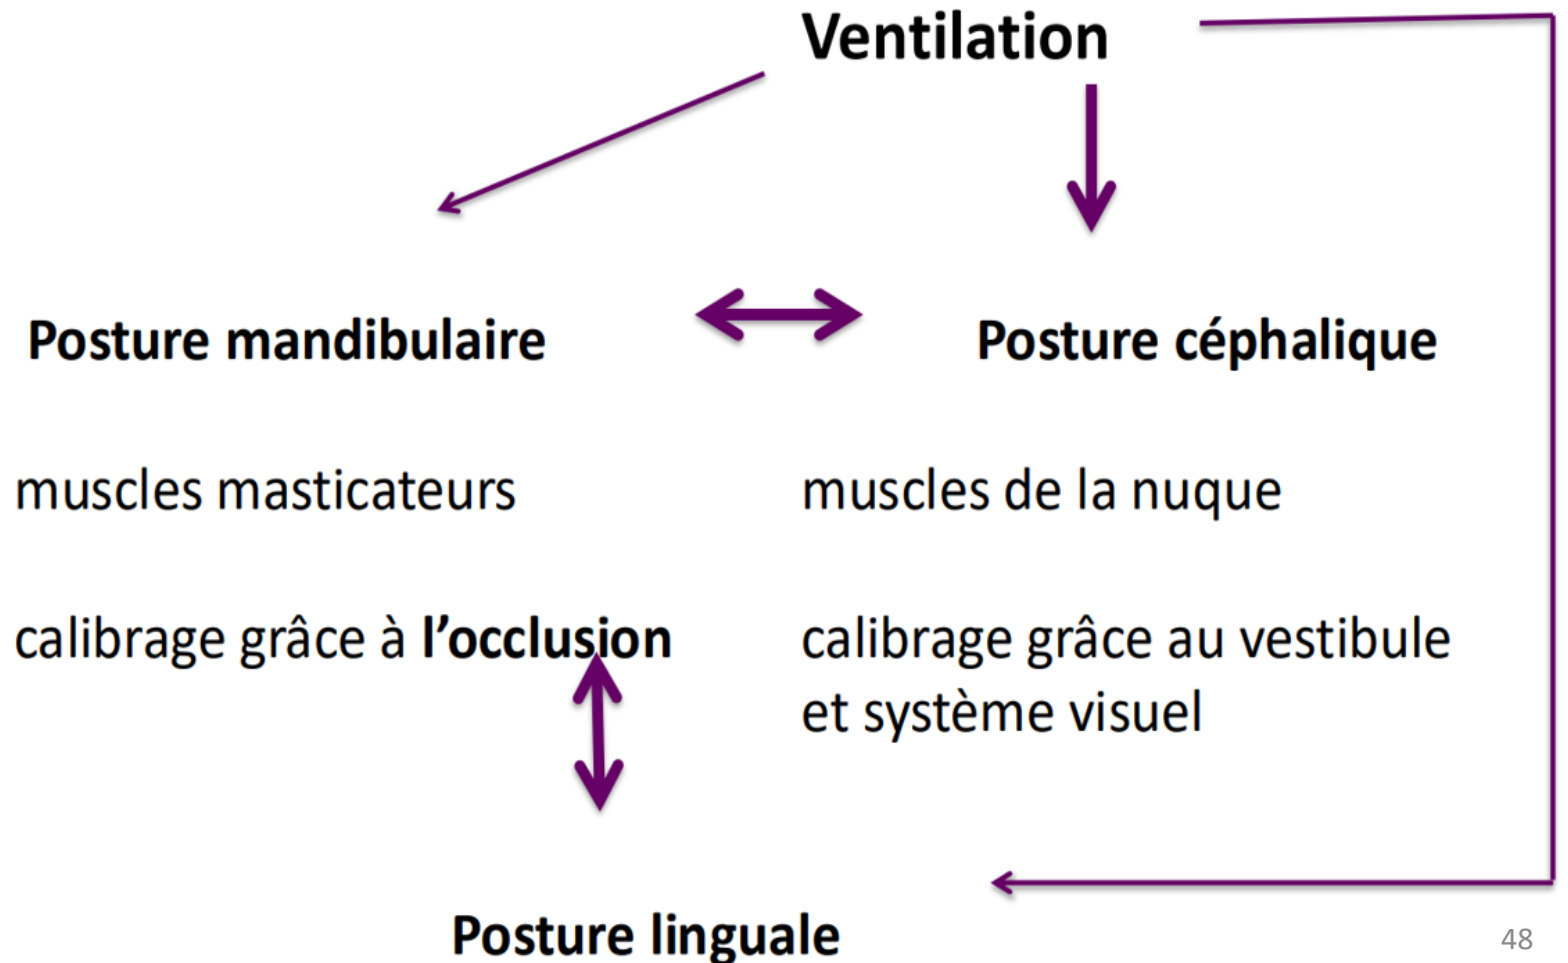 Ventilation
Posture mandibulaire
Posture céphalique
muscles masticateurs
muscles de la nuque
calibrage grâce à l’occlusion
calibrage grâce au vestibule
et système visuel
Posture linguale
48